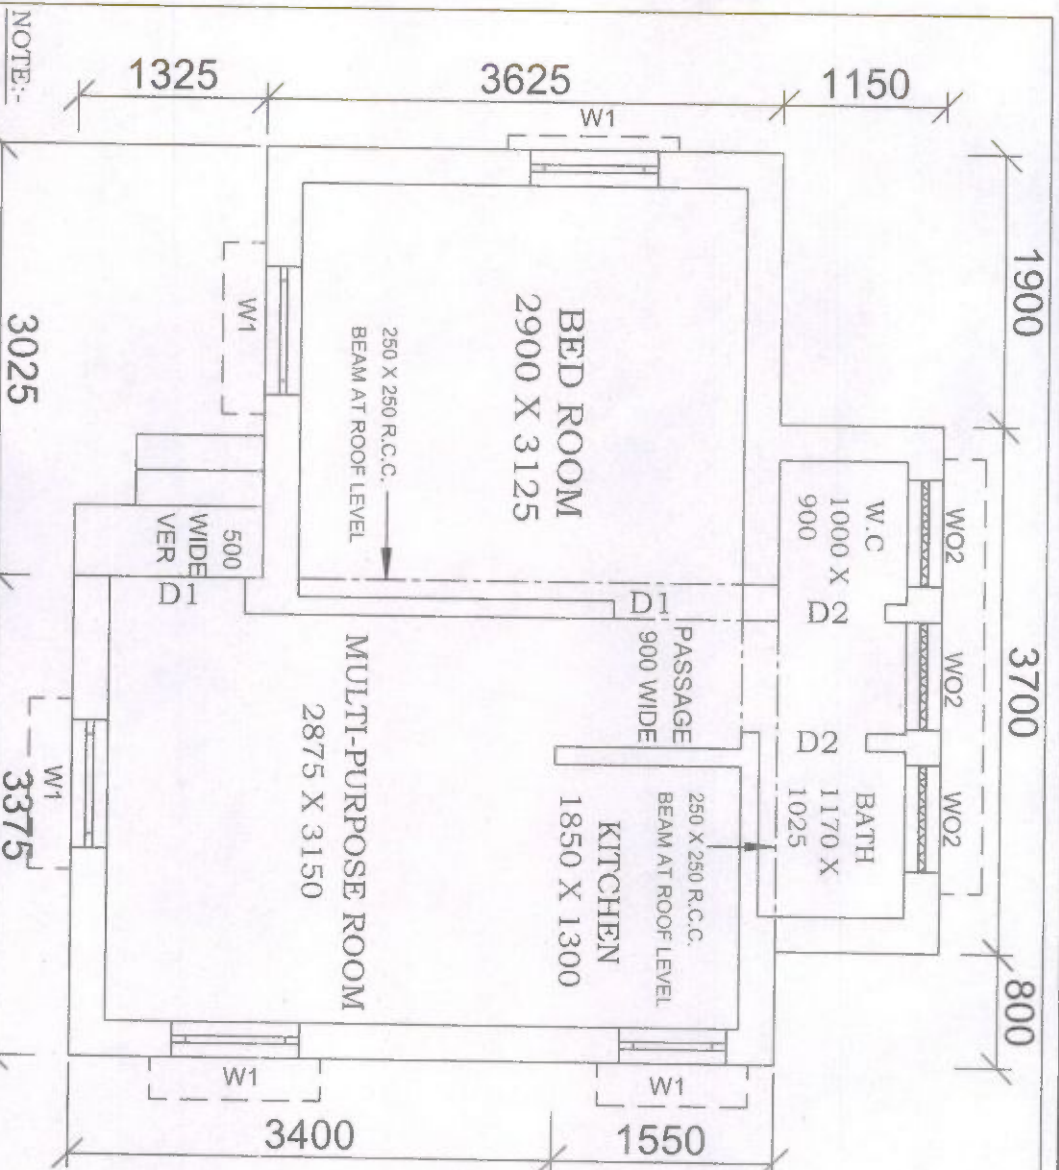 NOTE:-
1325
3625
1150
1900
3700
800
3025
3375
3400
1550
W1
W1
BED ROOM
2900 X 3125
250 X 250 R.C.C.
BEAM AT ROOF LEVEL
W.C
1000 X
900
WO2
WO2
WO2
D2
D2
D1
500
WIDE
VER
D1
PASSAGE
900 WIDE
BATH
1170 X
1025
250 X 250 R.C.C.
BEAM AT ROOF LEVEL
KITCHEN
1850 X 1300
MULTI-PURPOSE ROOM
2875 X 3150
W1
W1
W1